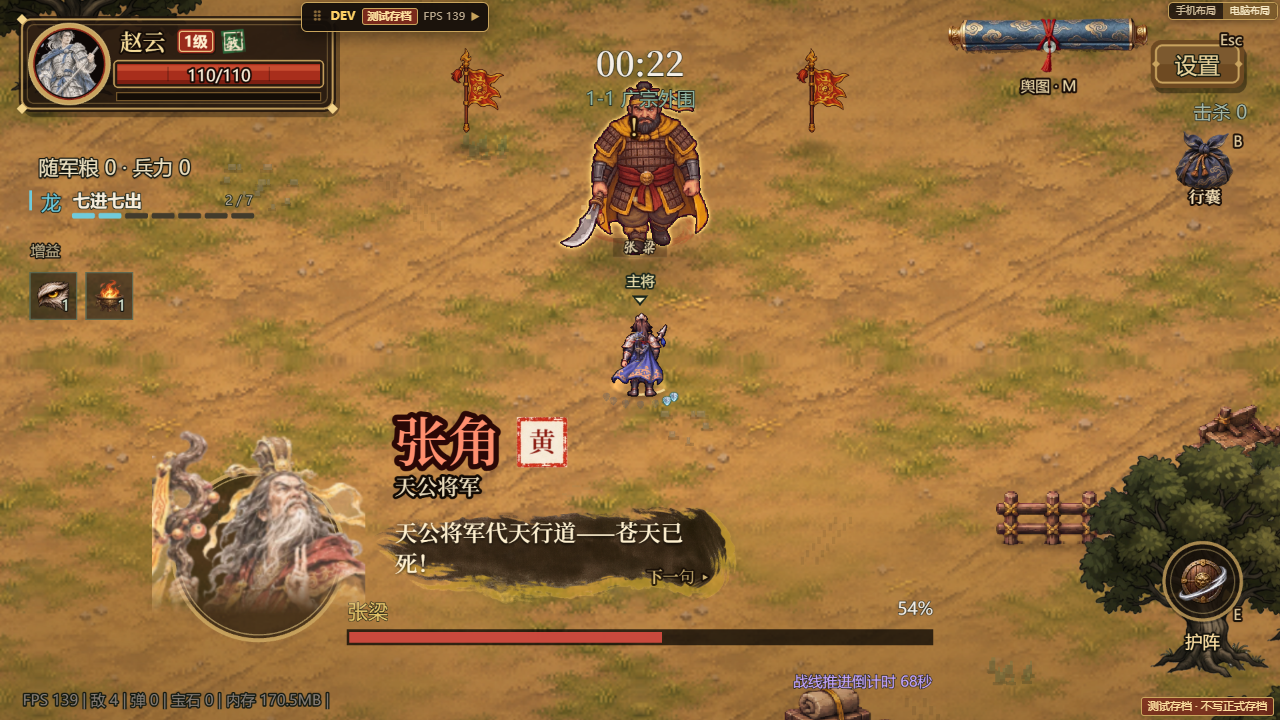 DEV 测试存档 FPS 139 ▶
手机布局 电脑布局
赵云 1级
110/110
00:22
1-1 广宗外围
Esc
设置
舆图·M
击杀 0
B
行囊
随军粮 0·兵力 0
龙 七进七出 2/7
增益
1 1
张梁
主将
张角 黄
天公将军
天公将军代天行道——苍天已
死！
下一句 ▸
张梁 54%
E
护阵
战线推进倒计时 68秒
FPS 139 | 敌 4 | 弹 0 | 宝石 0 | 内存 170.5MB |
测试存档 · 不写正式存档